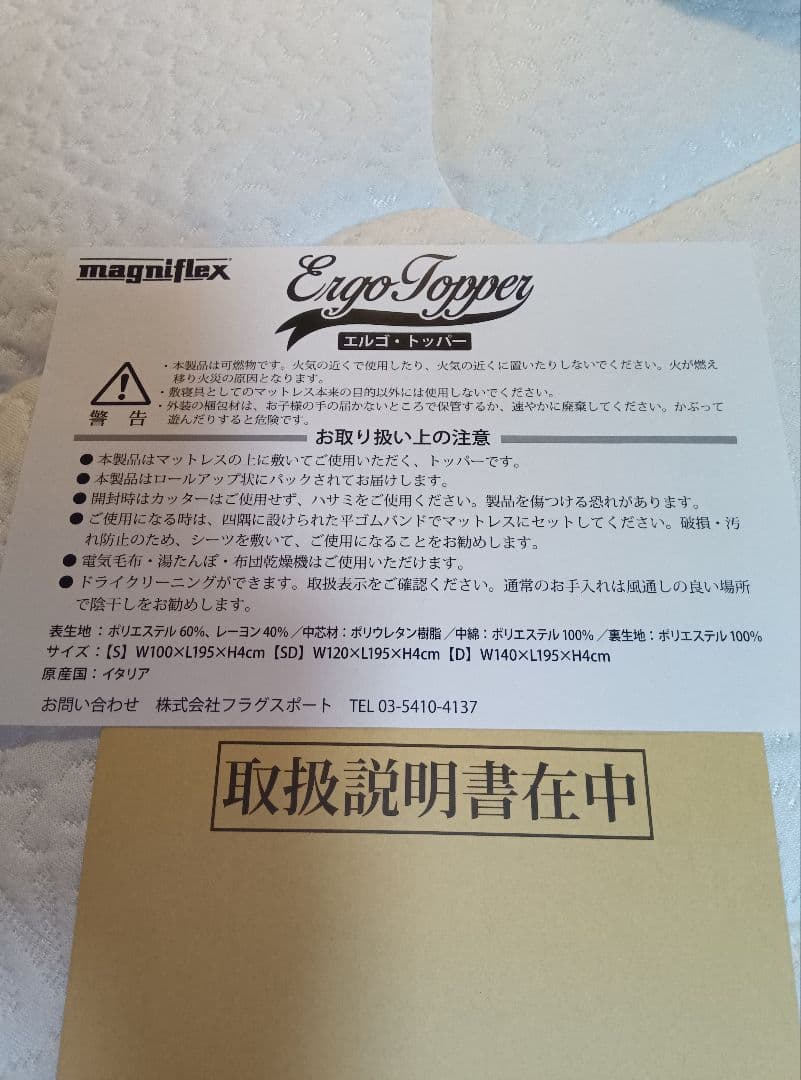 magniflex
Ergo Topper
エルゴ・トッパー
・本製品は可燃物です。火気の近くで使用したり、火気の近くに置いたりしないでください。火が燃え
移り火災の原因となります。
・敷寝具としてのマットレス本来の目的以外には使用しないでください。
・外装の梱包材は、お子様の手の届かないところで保管するか、速やかに廃棄してください。かぶって
遊んだりすると危険です。
警 告
お取り扱い上の注意
● 本製品はマットレスの上に敷いてご使用いただく、トッパーです。
● 本製品はロールアップ状にパックされてお届けします。
● 開封時はカッターはご使用せず、ハサミをご使用ください。製品を傷つける恐れがあります。
● ご使用になる時は、四隅に設けられた平ゴムバンドでマットレスにセットしてください。破損・汚
れ防止のため、シーツを敷いて、ご使用になることをお勧めします。
● 電気毛布・湯たんぽ・布団乾燥機はご使用いただけます。
● ドライクリーニングができます。取扱表示をご確認ください。通常のお手入れは風通しの良い場所
で陰干しをお勧めします。
表生地：ポリエステル 60%、レーヨン 40% ／中芯材：ポリウレタン樹脂 ／中綿：ポリエステル 100% ／裏生地：ポリエステル 100%
サイズ：【S】W100×L195×H4cm【SD】W120×L195×H4cm【D】W140×L195×H4cm
原産国：イタリア
お問い合わせ 株式会社フラグスポート TEL 03-5410-4137
取扱説明書在中